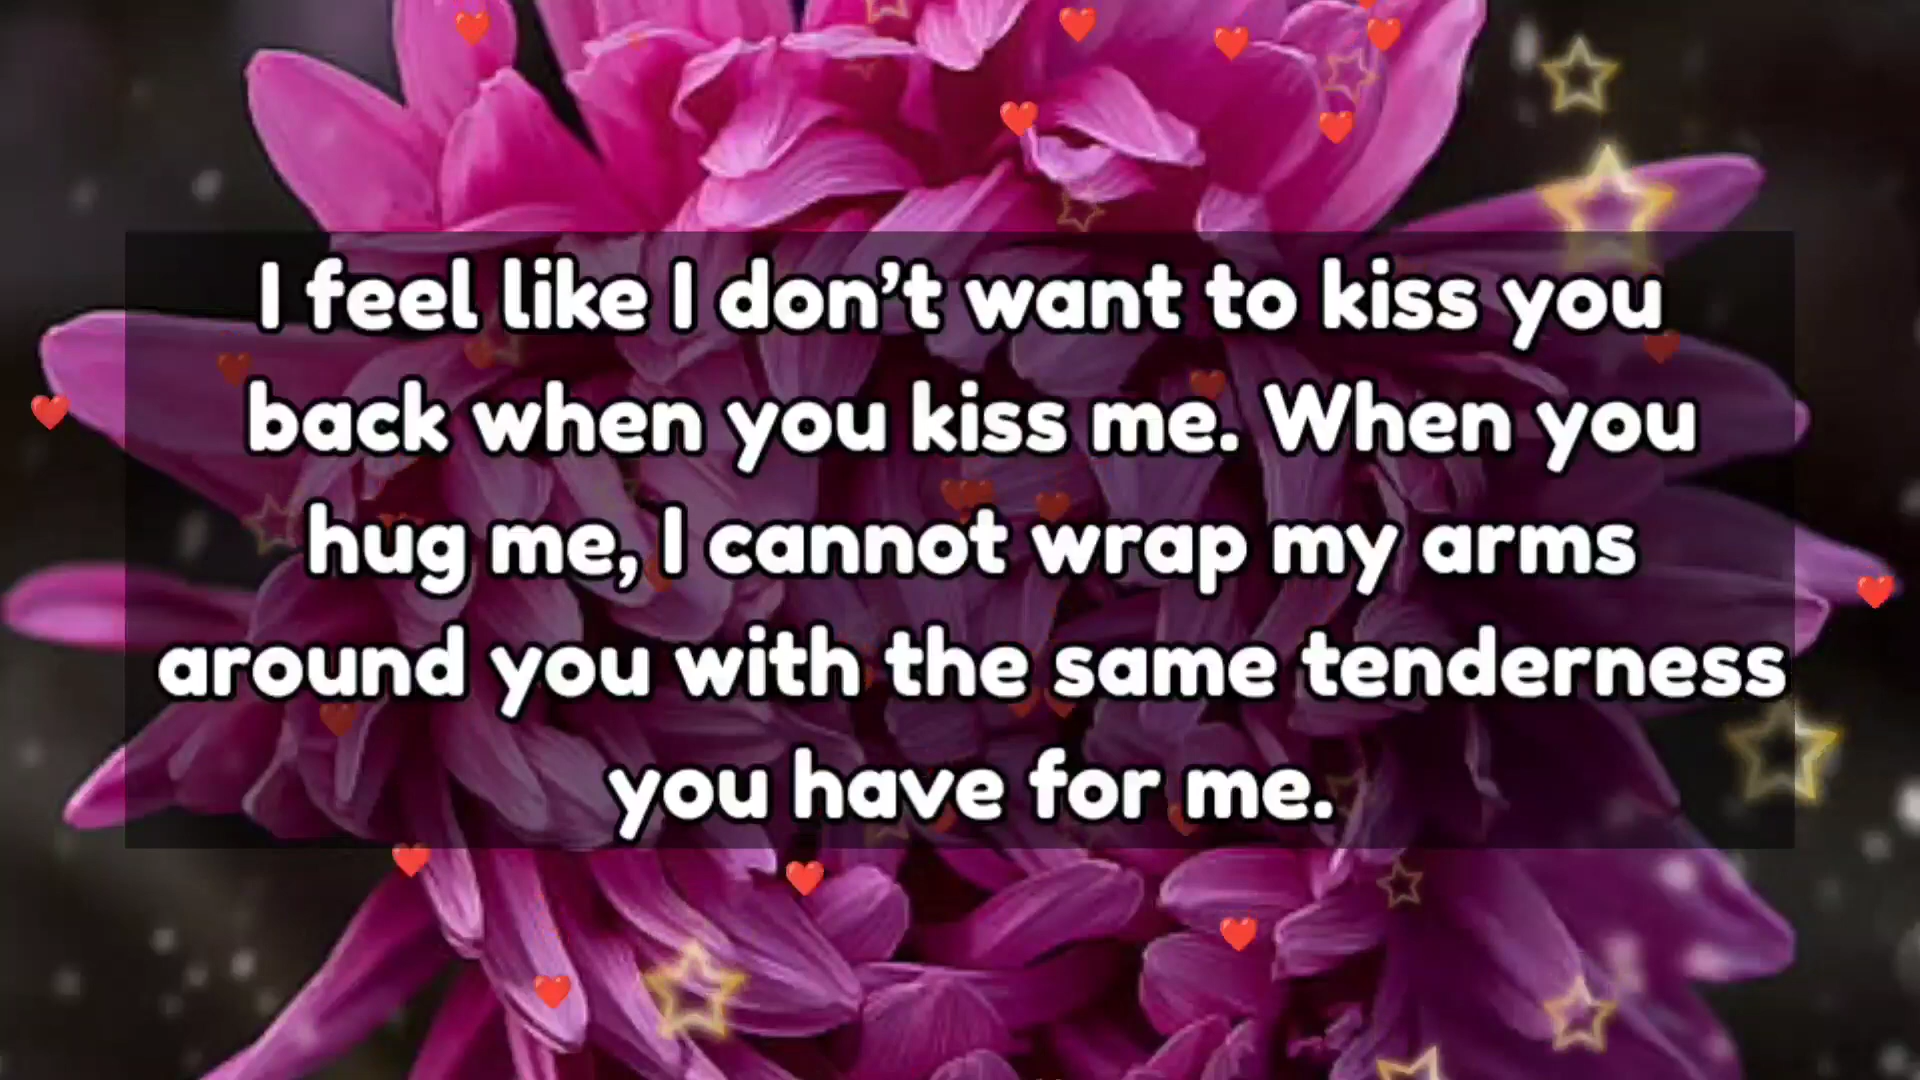 I feel like I don’t want to kiss you
back when you kiss me. When you
hug me, I cannot wrap my arms
around you with the same tenderness
you have for me.